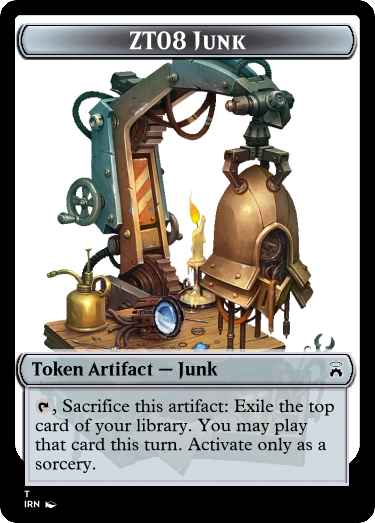 ZT08 Junk
Token Artifact — Junk
, Sacrifice this artifact: Exile the top
card of your library. You may play
that card this turn. Activate only as a
sorcery.
T
IRN